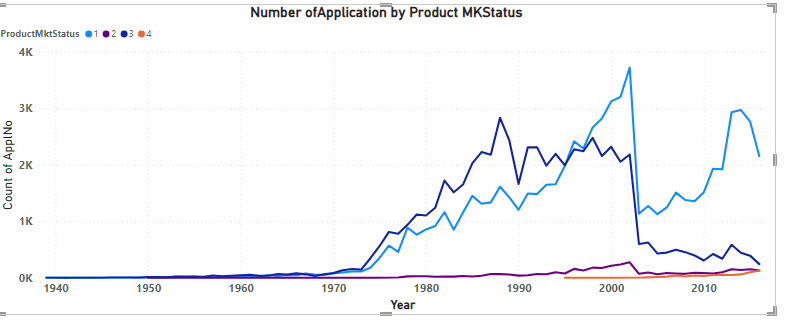 Number ofApplication by Product MKStatus
ProductMktStatus 1 2 3 4
4K
3K
2K
1K
0K
Count of ApplNo
1940 1950 1960 1970 1980 1990 2000 2010
Year